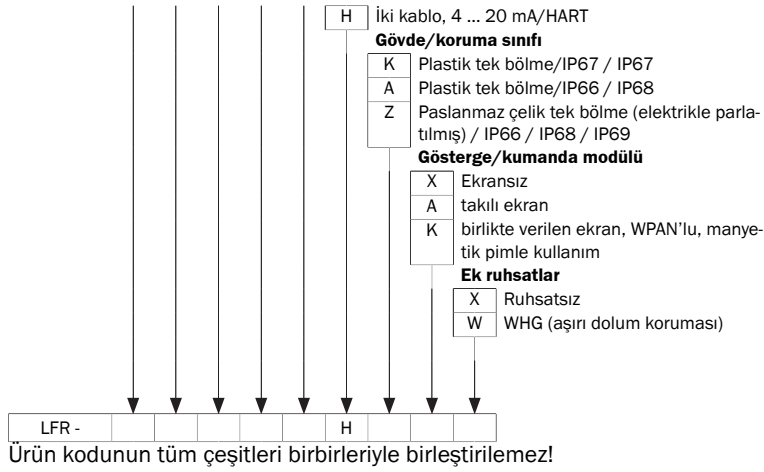 H İki kablo, 4 ... 20 mA/HART
Gövde/koruma sınıfı
K Plastik tek bölme/IP67 / IP67
A Plastik tek bölme/IP66 / IP68
Z Paslanmaz çelik tek bölme (elektrikle parla-
tılmış) / IP66 / IP68 / IP69
Gösterge/kumanda modülü
X Ekransız
A takılı ekran
K birlikte verilen ekran, WPAN'lu, manye-
tik pimle kullanım
Ek ruhsatlar
X Ruhsatsız
W WHG (aşırı dolum koruması)
LFR - H
Ürün kodunun tüm çeşitleri birbirleriyle birleştirilemez!